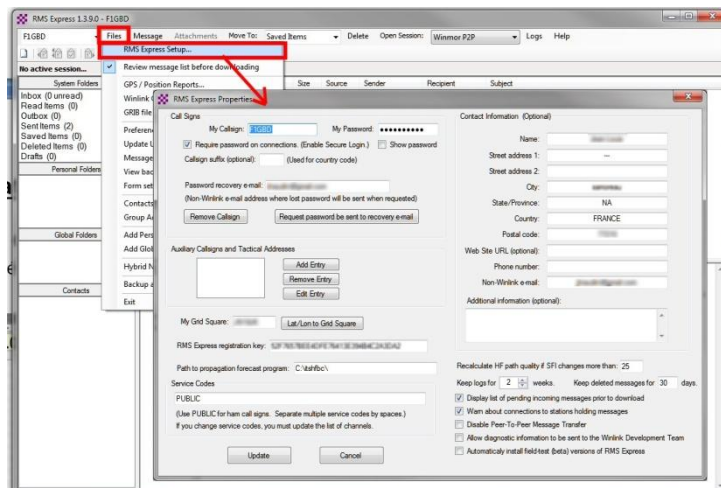 RMS Express 1.3.9.0 - F1GBD
F1GBD Files Message Attachments Move To: Saved Items Delete Open Session: Winmor P2P Logs Help
RMS Express Setup...
No active session...
Review message list before downloading
System Folders
GPS / Position Reports...
Size Source Sender Recipient Subject
Inbox (0 unread)
Read Items (0)
Outbox (0)
Sent Items (2)
Saved Items (0)
Deleted Items (0)
Drafts (0)
Personal Folders
Global Folders
Contacts
Winlink
GRIB file
Preferen
Update
Message
View bac
Form set
Contacts
Group A
Add Pers
Add Glob
Hybrid N
Backup a
Exit
RMS Express Properties
Call Signs
My Callsign: F1GBD My Password: ••••••••••
Require password on connections. (Enable Secure Login.) Show password
Callsign suffix (optional): (Used for country code)
Password recovery e-mail:
(Non-Winlink e-mail address where lost password will be sent when requested)
Remove Callsign Request password be sent to recovery e-mail
Auxiliary Callsigns and Tactical Addresses
Add Entry
Remove Entry
Edit Entry
My Grid Square: Lat/Lon to Grid Square
RMS Express registration key:
Path to propagation forecast program: C:\itshfbc\
Service Codes
PUBLIC
(Use PUBLIC for ham call signs. Separate multiple service codes by spaces.)
If you change service codes, you must update the list of channels.
Update Cancel
Contact Information (Optional)
Name:
Street address 1: ---
Street address 2:
City:
State/Province: NA
Country: FRANCE
Postal code:
Web Site URL (optional):
Phone number:
Non-Winlink e-mail:
Additional information (optional):
Recalculate HF path quality if SFI changes more than: 25
Keep logs for 2 weeks. Keep deleted messages for 30 days.
Display list of pending incoming messages prior to download
Warn about connections to stations holding messages
Disable Peer-To-Peer Message Transfer
Allow diagnostic information to be sent to the Winlink Development Team
Automaticaly install field-test (beta) versions of RMS Express